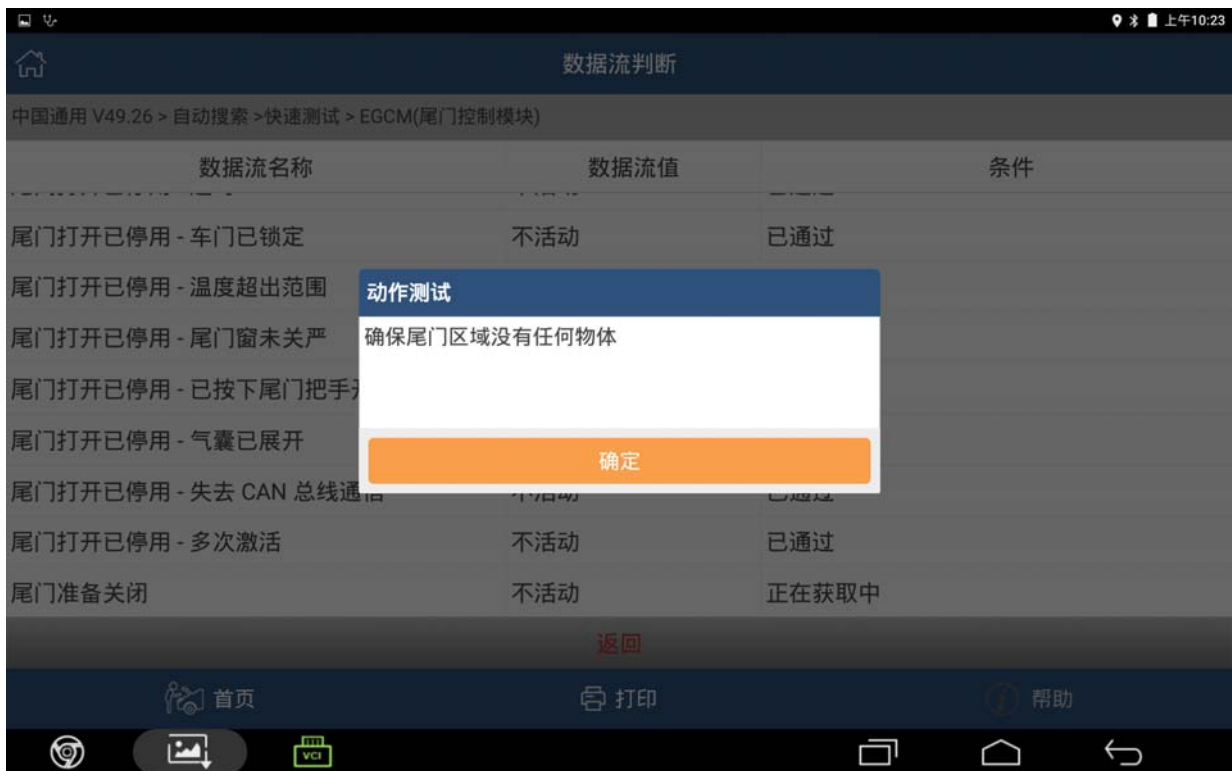 上午10:23
数据流判断
中国通用 V49.26 > 自动搜索 >快速测试 > EGCM(尾门控制模块)
数据流名称 数据流值 条件
尾门打开已停用 - 车门已锁定 不活动 已通过
尾门打开已停用 - 温度超出范围
动作测试
尾门打开已停用 - 尾门窗未关严
确保尾门区域没有任何物体
尾门打开已停用 - 已按下尾门把手
尾门打开已停用 - 气囊已展开
确定
尾门打开已停用 - 失去 CAN 总线通信 不活动 已通过
尾门打开已停用 - 多次激活 不活动 已通过
尾门准备关闭 不活动 正在获取中
返回
首页 打印 帮助
VCI